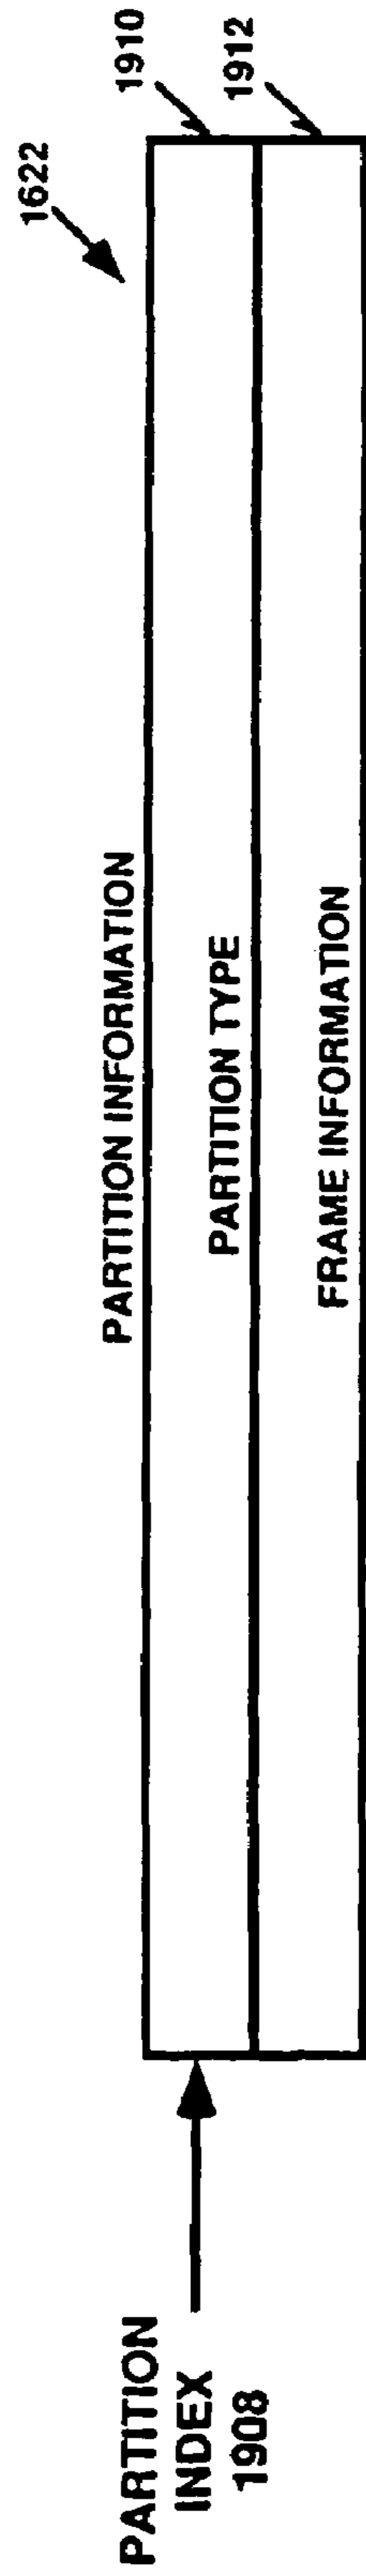 1622
PARTITION INFORMATION
1910
PARTITION TYPE
1912
FRAME INFORMATION
PARTITION
INDEX
1908